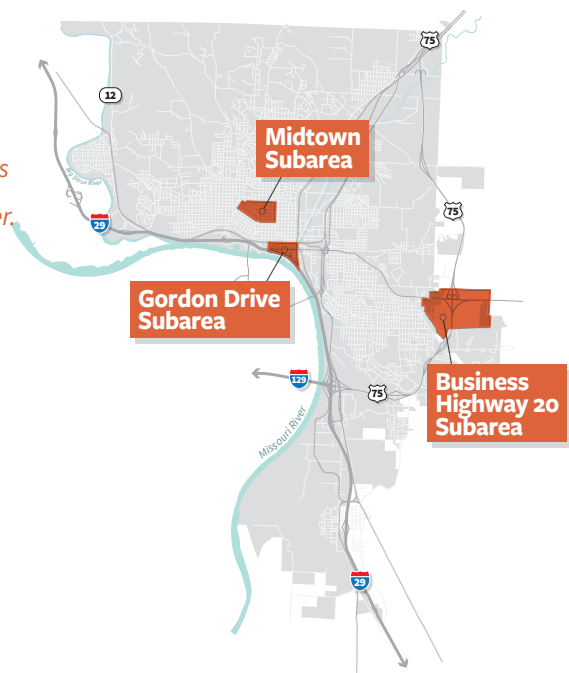 75
12
Midtown
Subarea
s
er.
Big Sioux River
29
75
Gordon Drive
Subarea
129
75
Business
Highway 20
Subarea
Missouri River
29